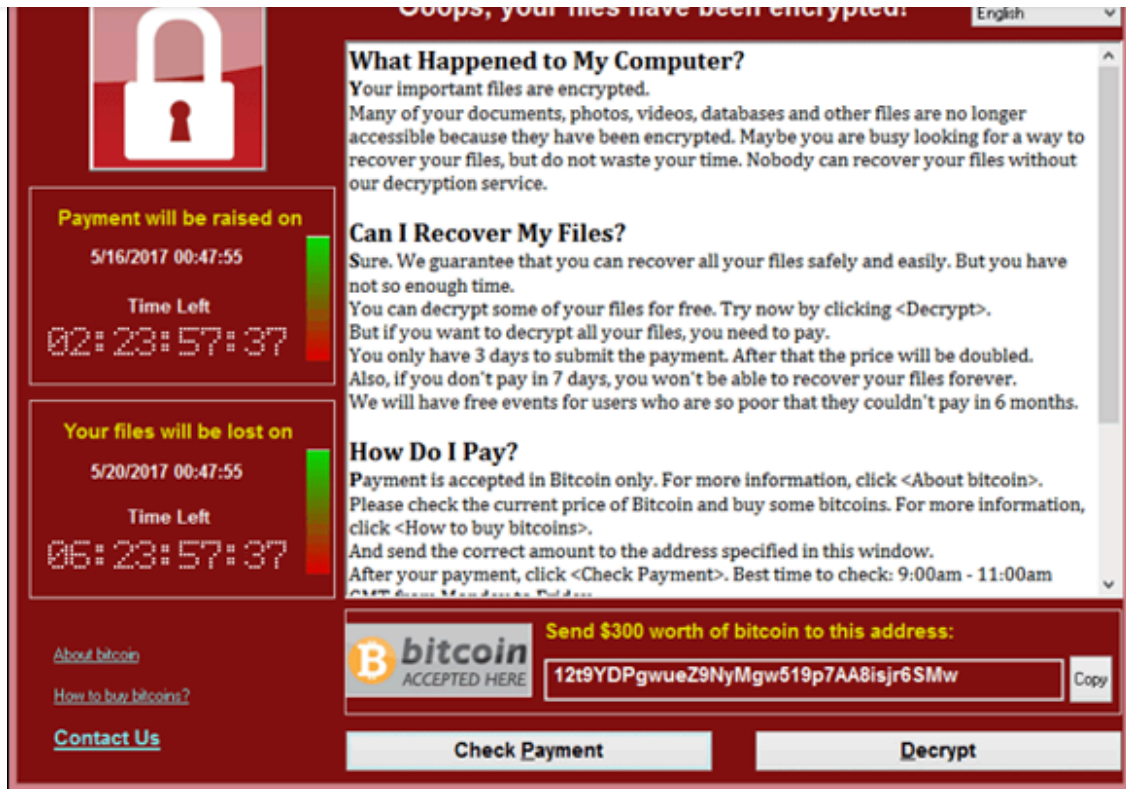 Ooops, your files have been encrypted!
English
What Happened to My Computer?
Your important files are encrypted.
Many of your documents, photos, videos, databases and other files are no longer
accessible because they have been encrypted. Maybe you are busy looking for a way to
recover your files, but do not waste your time. Nobody can recover your files without
our decryption service.
Can I Recover My Files?
Sure. We guarantee that you can recover all your files safely and easily. But you have
not so enough time.
You can decrypt some of your files for free. Try now by clicking <Decrypt>.
But if you want to decrypt all your files, you need to pay.
You only have 3 days to submit the payment. After that the price will be doubled.
Also, if you don't pay in 7 days, you won't be able to recover your files forever.
We will have free events for users who are so poor that they couldn't pay in 6 months.
How Do I Pay?
Payment is accepted in Bitcoin only. For more information, click <About bitcoin>.
Please check the current price of Bitcoin and buy some bitcoins. For more information,
click <How to buy bitcoins>.
And send the correct amount to the address specified in this window.
After your payment, click <Check Payment>. Best time to check: 9:00am - 11:00am
GMT from Monday to Friday
Payment will be raised on
5/16/2017 00:47:55
Time Left
02:23:57:37
Your files will be lost on
5/20/2017 00:47:55
Time Left
06:23:57:37
About bitcoin
How to buy bitcoins?
Contact Us
bitcoin
ACCEPTED HERE
Send $300 worth of bitcoin to this address:
12t9YDPgwueZ9NyMgw519p7AA8isjr6SMw
Copy
Check Payment
Decrypt